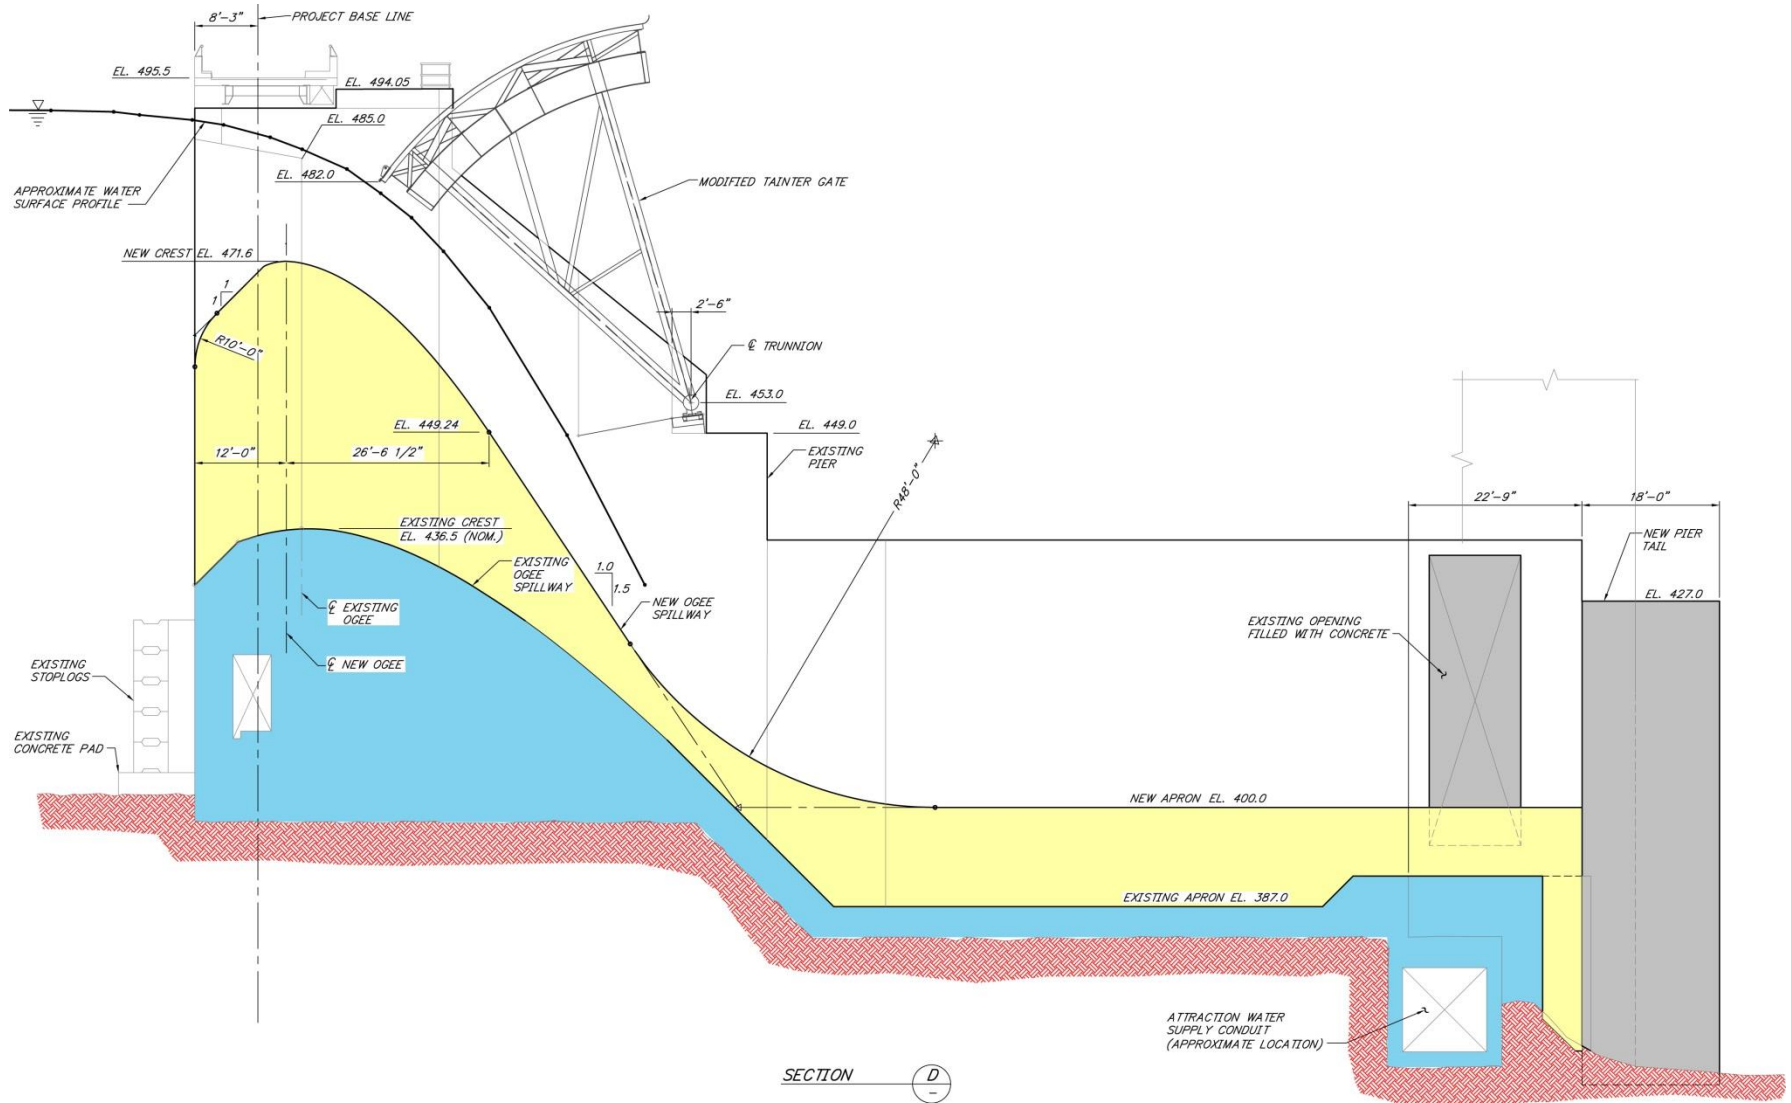 8'-3"
PROJECT BASE LINE
EL. 495.5
EL. 494.05
EL. 485.0
EL. 482.0
APPROXIMATE WATER
SURFACE PROFILE
MODIFIED TAINTER GATE
NEW CREST EL. 471.6
1
1
R10'-0"
2'-6"
℄ TRUNNION
EL. 453.0
EL. 449.24
EL. 449.0
12'-0"
26'-6 1/2"
EXISTING
PIER
R48'-0"
22'-9"
18'-0"
EXISTING CREST
EL. 436.5 (NOM.)
NEW PIER
TAIL
EXISTING
OGEE
SPILLWAY
1.0
1.5
NEW OGEE
SPILLWAY
EL. 427.0
℄ EXISTING
OGEE
EXISTING OPENING
FILLED WITH CONCRETE
℄ NEW OGEE
EXISTING
STOPLOGS
EXISTING
CONCRETE PAD
NEW APRON EL. 400.0
EXISTING APRON EL. 387.0
ATTRACTION WATER
SUPPLY CONDUIT
(APPROXIMATE LOCATION)
SECTION D
-